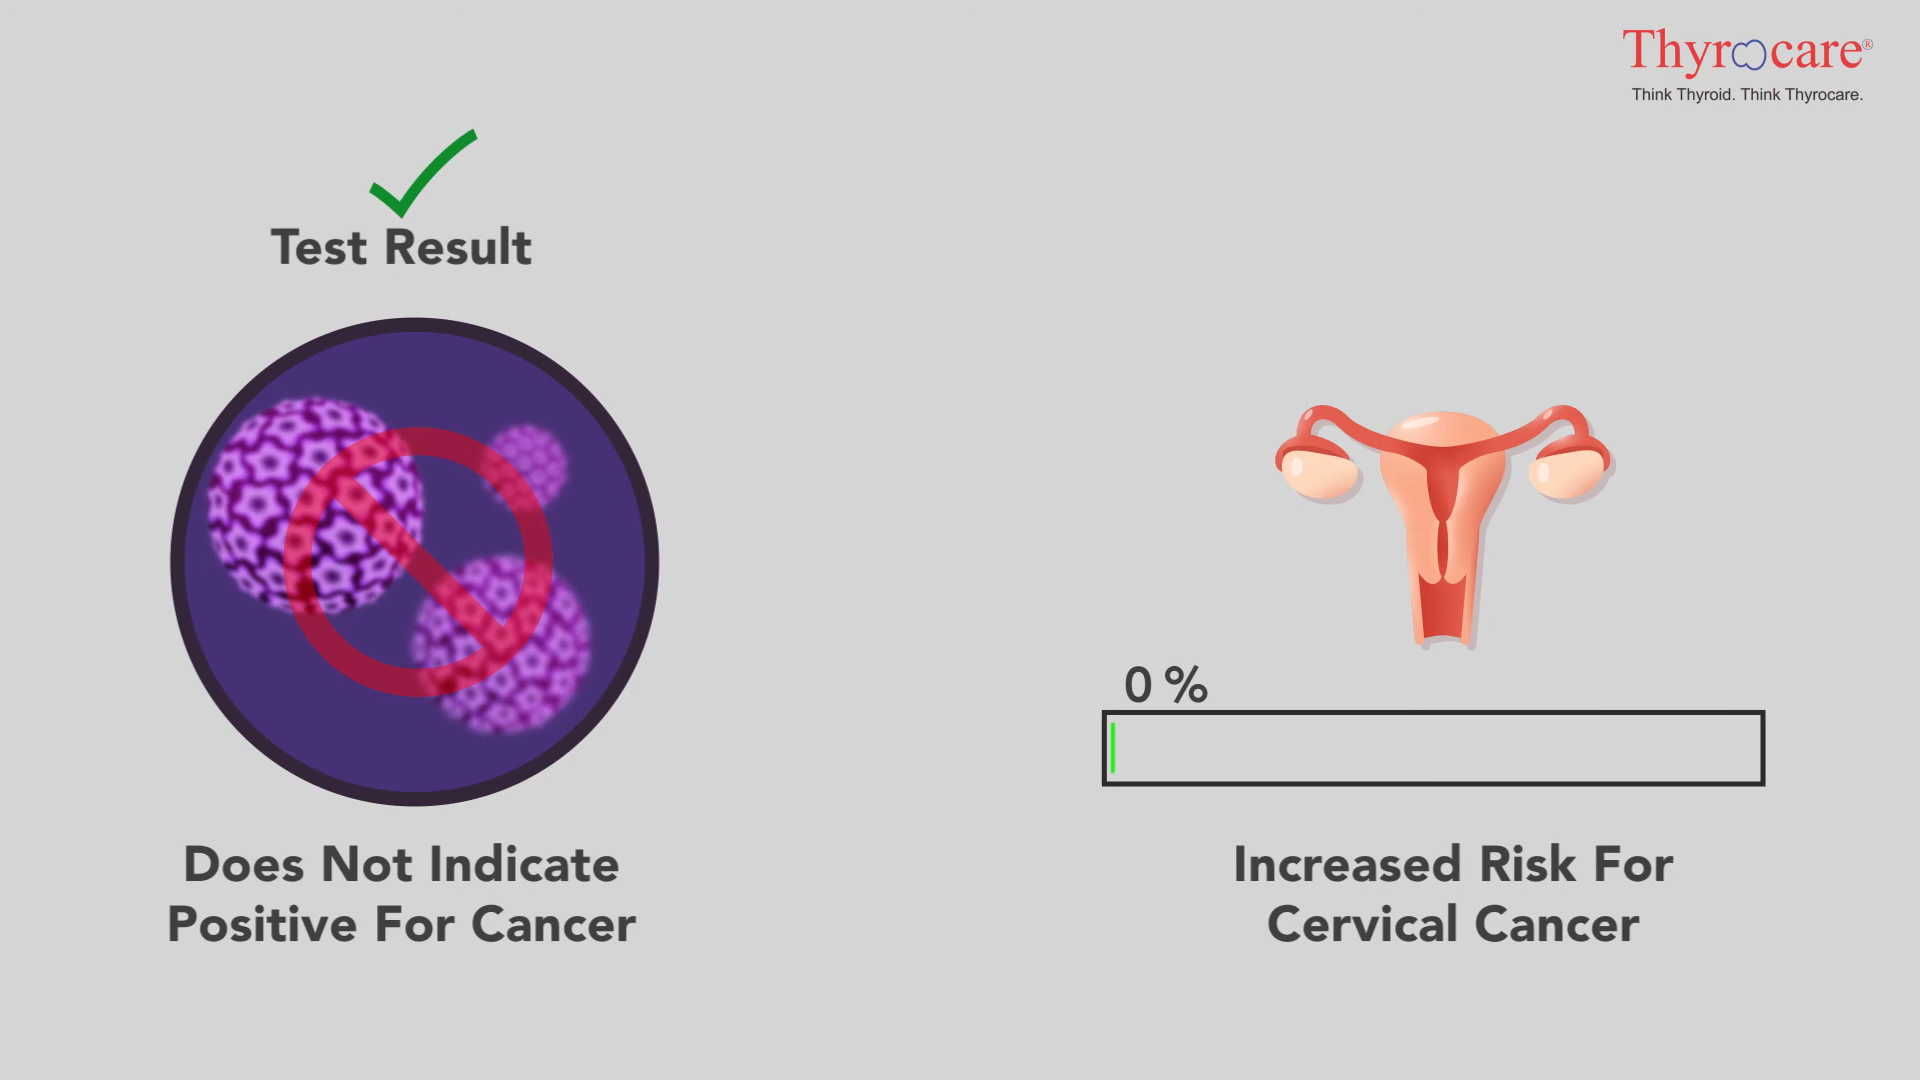 Thyrocare®
Think Thyroid. Think Thyrocare.
Test Result
Does Not Indicate
Positive For Cancer
0 %
Increased Risk For
Cervical Cancer